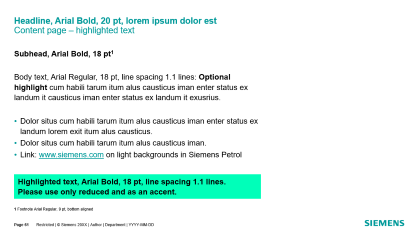 Headline, Arial Bold, 20 pt, lorem ipsum dolor est
Content page – highlighted text
Subhead, Arial Bold, 18 pt¹
Body text, Arial Regular, 18 pt, line spacing 1.1 lines: Optional
highlight cum habili tarum itum alus causticus iman enter status ex
landum it causticus iman enter status ex landum it exusrius.
• Dolor situs cum habili tarum itum alus causticus iman enter status ex
landum lorem exit itum alus causticus.
• Dolor situs cum habili tarum itum alus causticus iman.
• Link: www.siemens.com on light backgrounds in Siemens Petrol
Highlighted text, Arial Bold, 18 pt, line spacing 1.1 lines.
Please use only reduced and as an accent.
1 Footnote Arial Regular, 9 pt, bottom aligned
Restricted | © Siemens 20XX | Author | Department | YYYY-MM-DD
SIEMENS